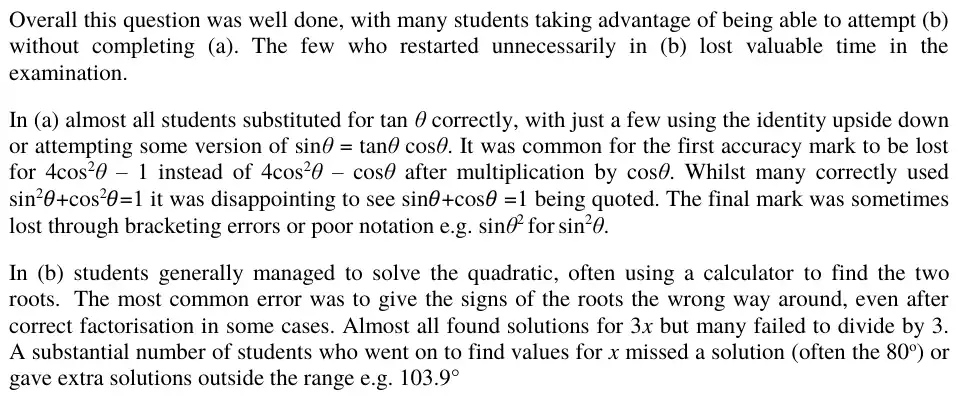 Overall this question was well done, with many students taking advantage of being able to attempt (b)
without completing (a). The few who restarted unnecessarily in (b) lost valuable time in the
examination.
In (a) almost all students substituted for tan θ correctly, with just a few using the identity upside down
or attempting some version of sinθ = tanθ cosθ. It was common for the first accuracy mark to be lost
for 4cos²θ – 1 instead of 4cos²θ – cosθ after multiplication by cosθ. Whilst many correctly used
sin²θ+cos²θ=1 it was disappointing to see sinθ+cosθ =1 being quoted. The final mark was sometimes
lost through bracketing errors or poor notation e.g. sinθ² for sin²θ.
In (b) students generally managed to solve the quadratic, often using a calculator to find the two
roots. The most common error was to give the signs of the roots the wrong way around, even after
correct factorisation in some cases. Almost all found solutions for 3x but many failed to divide by 3.
A substantial number of students who went on to find values for x missed a solution (often the 80º) or
gave extra solutions outside the range e.g. 103.9°